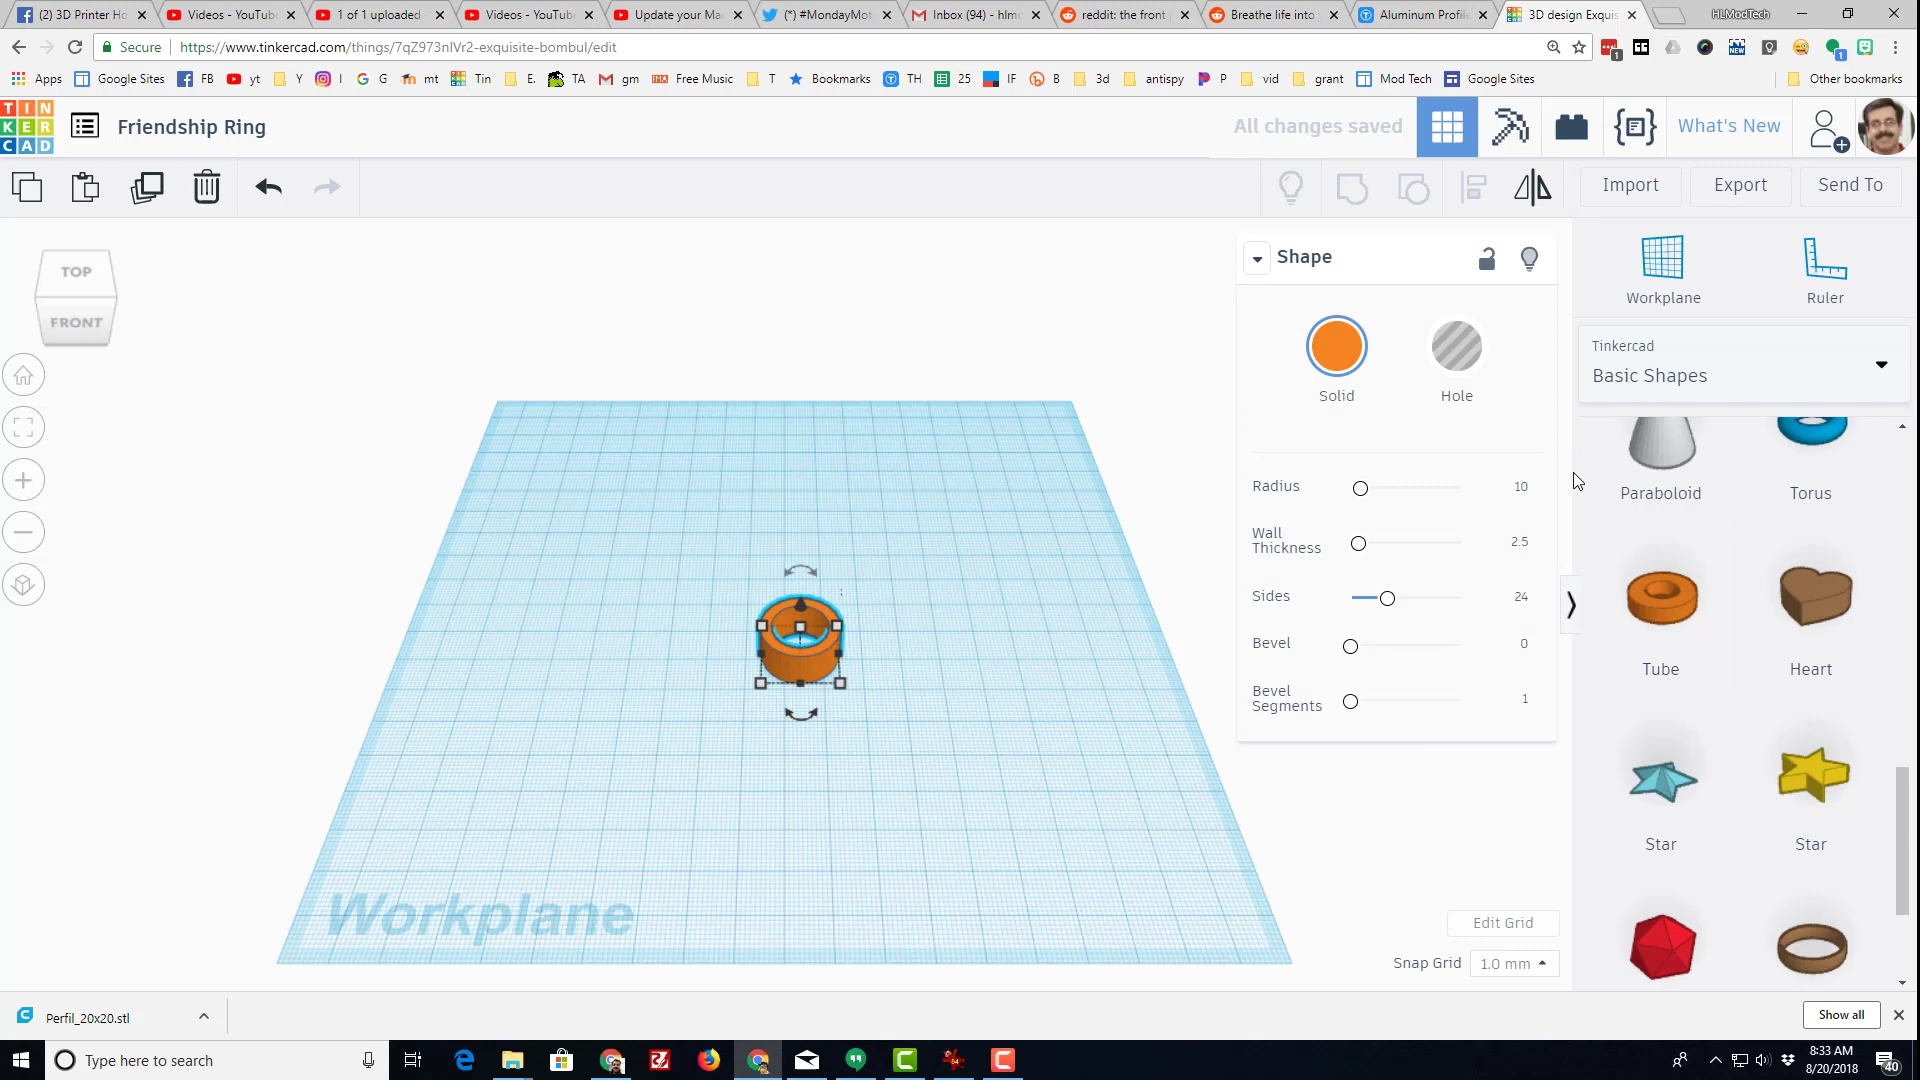 (2) 3D Printer Ho
Videos - YouTub
1 of 1 uploaded
Videos - YouTub
Update your Ma
(*) #MondayMot
Inbox (94) - hlmo
reddit: the front
Breathe life into
Aluminum Profile
3D design Exquis
HLModTech
Secure
https://www.tinkercad.com/things/7qZ973nlVr2-exquisite-bombul/edit
Apps
Google Sites
FB
yt
Y
I
G
mt
Tin
E.
TA
gm
Free Music
T
Bookmarks
TH
25
IF
B
3d
antispy
P
vid
grant
Mod Tech
Google Sites
Other bookmarks
TIN
KER
CAD
Friendship Ring
All changes saved
What's New
Import
Export
Send To
TOP
FRONT
Shape
Workplane
Ruler
Solid
Hole
Tinkercad
Basic Shapes
Radius
10
Wall
Thickness
2.5
Sides
24
Bevel
0
Bevel
Segments
1
Paraboloid
Torus
Tube
Heart
Star
Star
Workplane
Edit Grid
Snap Grid
1.0 mm
Perfil_20x20.stl
Show all
Type here to search
8:33 AM
8/20/2018
40